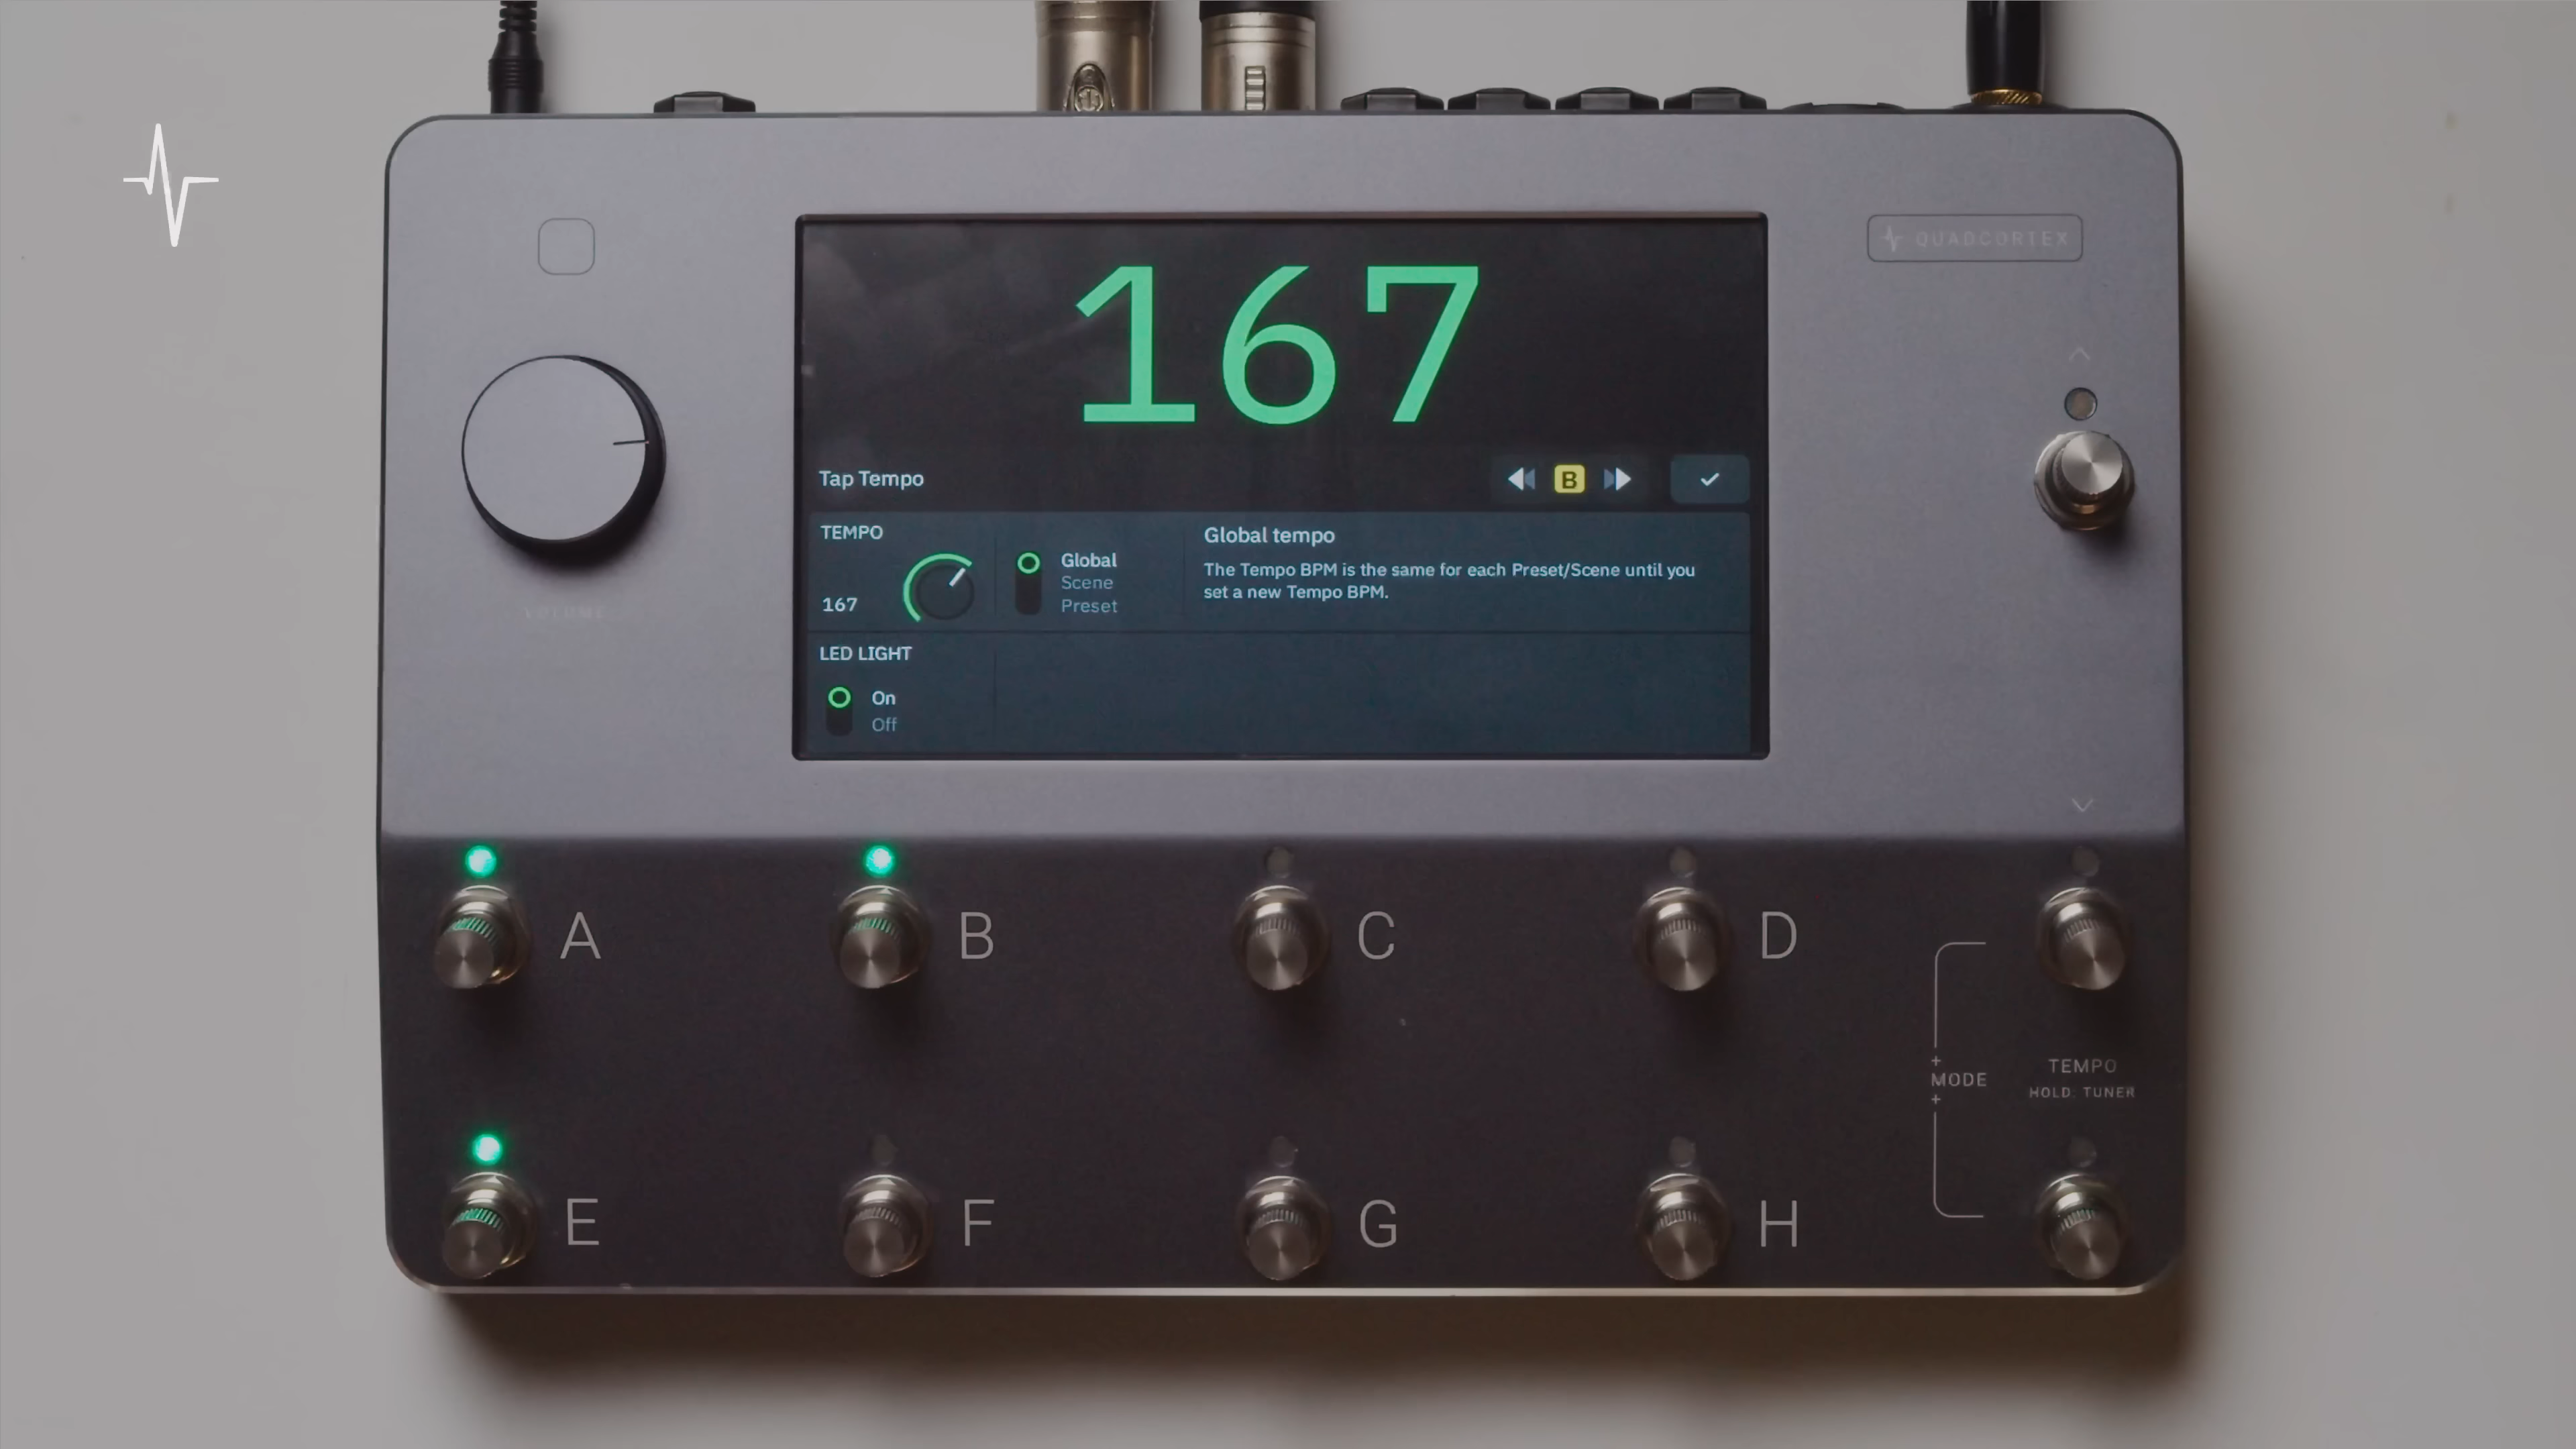 QUADCORTEX
167
Tap Tempo
B
TEMPO
167
Global
Scene
Preset
Global tempo
The Tempo BPM is the same for each Preset/Scene until you
set a new Tempo BPM.
LED LIGHT
On
Off
VOLUME
A
B
C
D
+
MODE
+
TEMPO
HOLD: TUNER
E
F
G
H